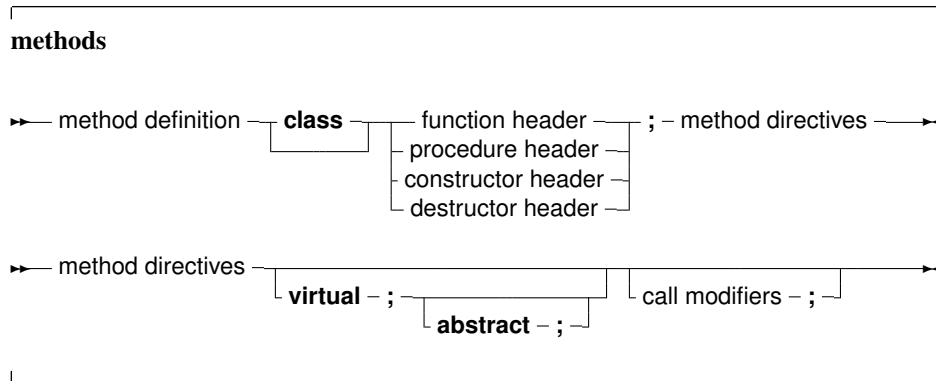 methods
method definition class function header ; method directives
procedure header
constructor header
destructor header
method directives
virtual ; call modifiers ;
abstract ;